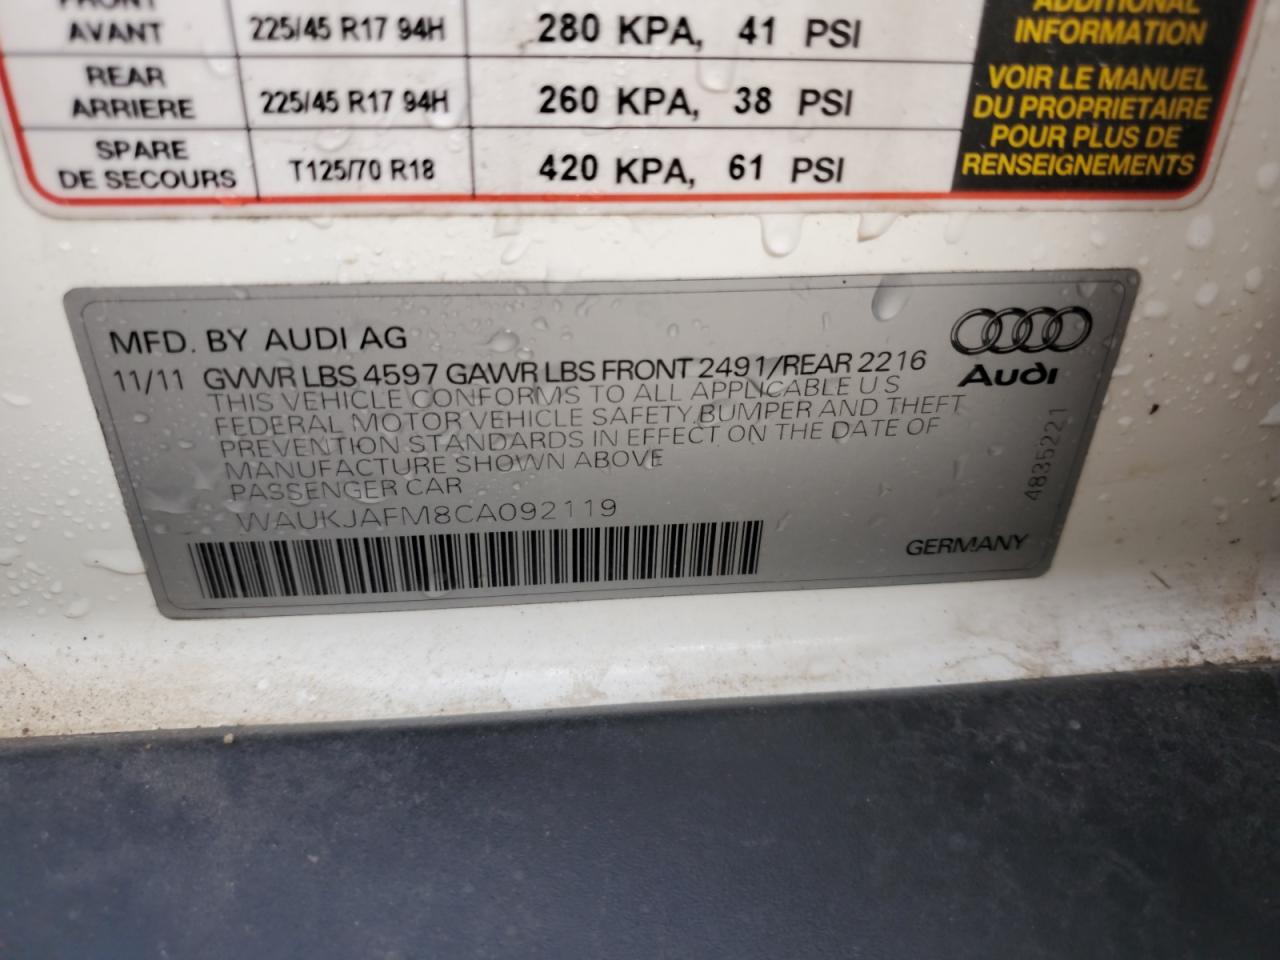 FRONT
AVANT 225/45 R17 94H 280 KPA, 41 PSI
REAR
ARRIERE 225/45 R17 94H 260 KPA, 38 PSI
SPARE
DE SECOURS T125/70 R18 420 KPA, 61 PSI
ADDITIONAL
INFORMATION
VOIR LE MANUEL
DU PROPRIETAIRE
POUR PLUS DE
RENSEIGNEMENTS
MFD. BY AUDI AG
11/11 GVWR LBS 4597 GAWR LBS FRONT 2491/REAR 2216
THIS VEHICLE CONFORMS TO ALL APPLICABLE U S
FEDERAL MOTOR VEHICLE SAFETY BUMPER AND THEFT
PREVENTION STANDARDS IN EFFECT ON THE DATE OF
MANUFACTURE SHOWN ABOVE
PASSENGER CAR
WAUKJAFM8CA092119
Audi
4835221
GERMANY